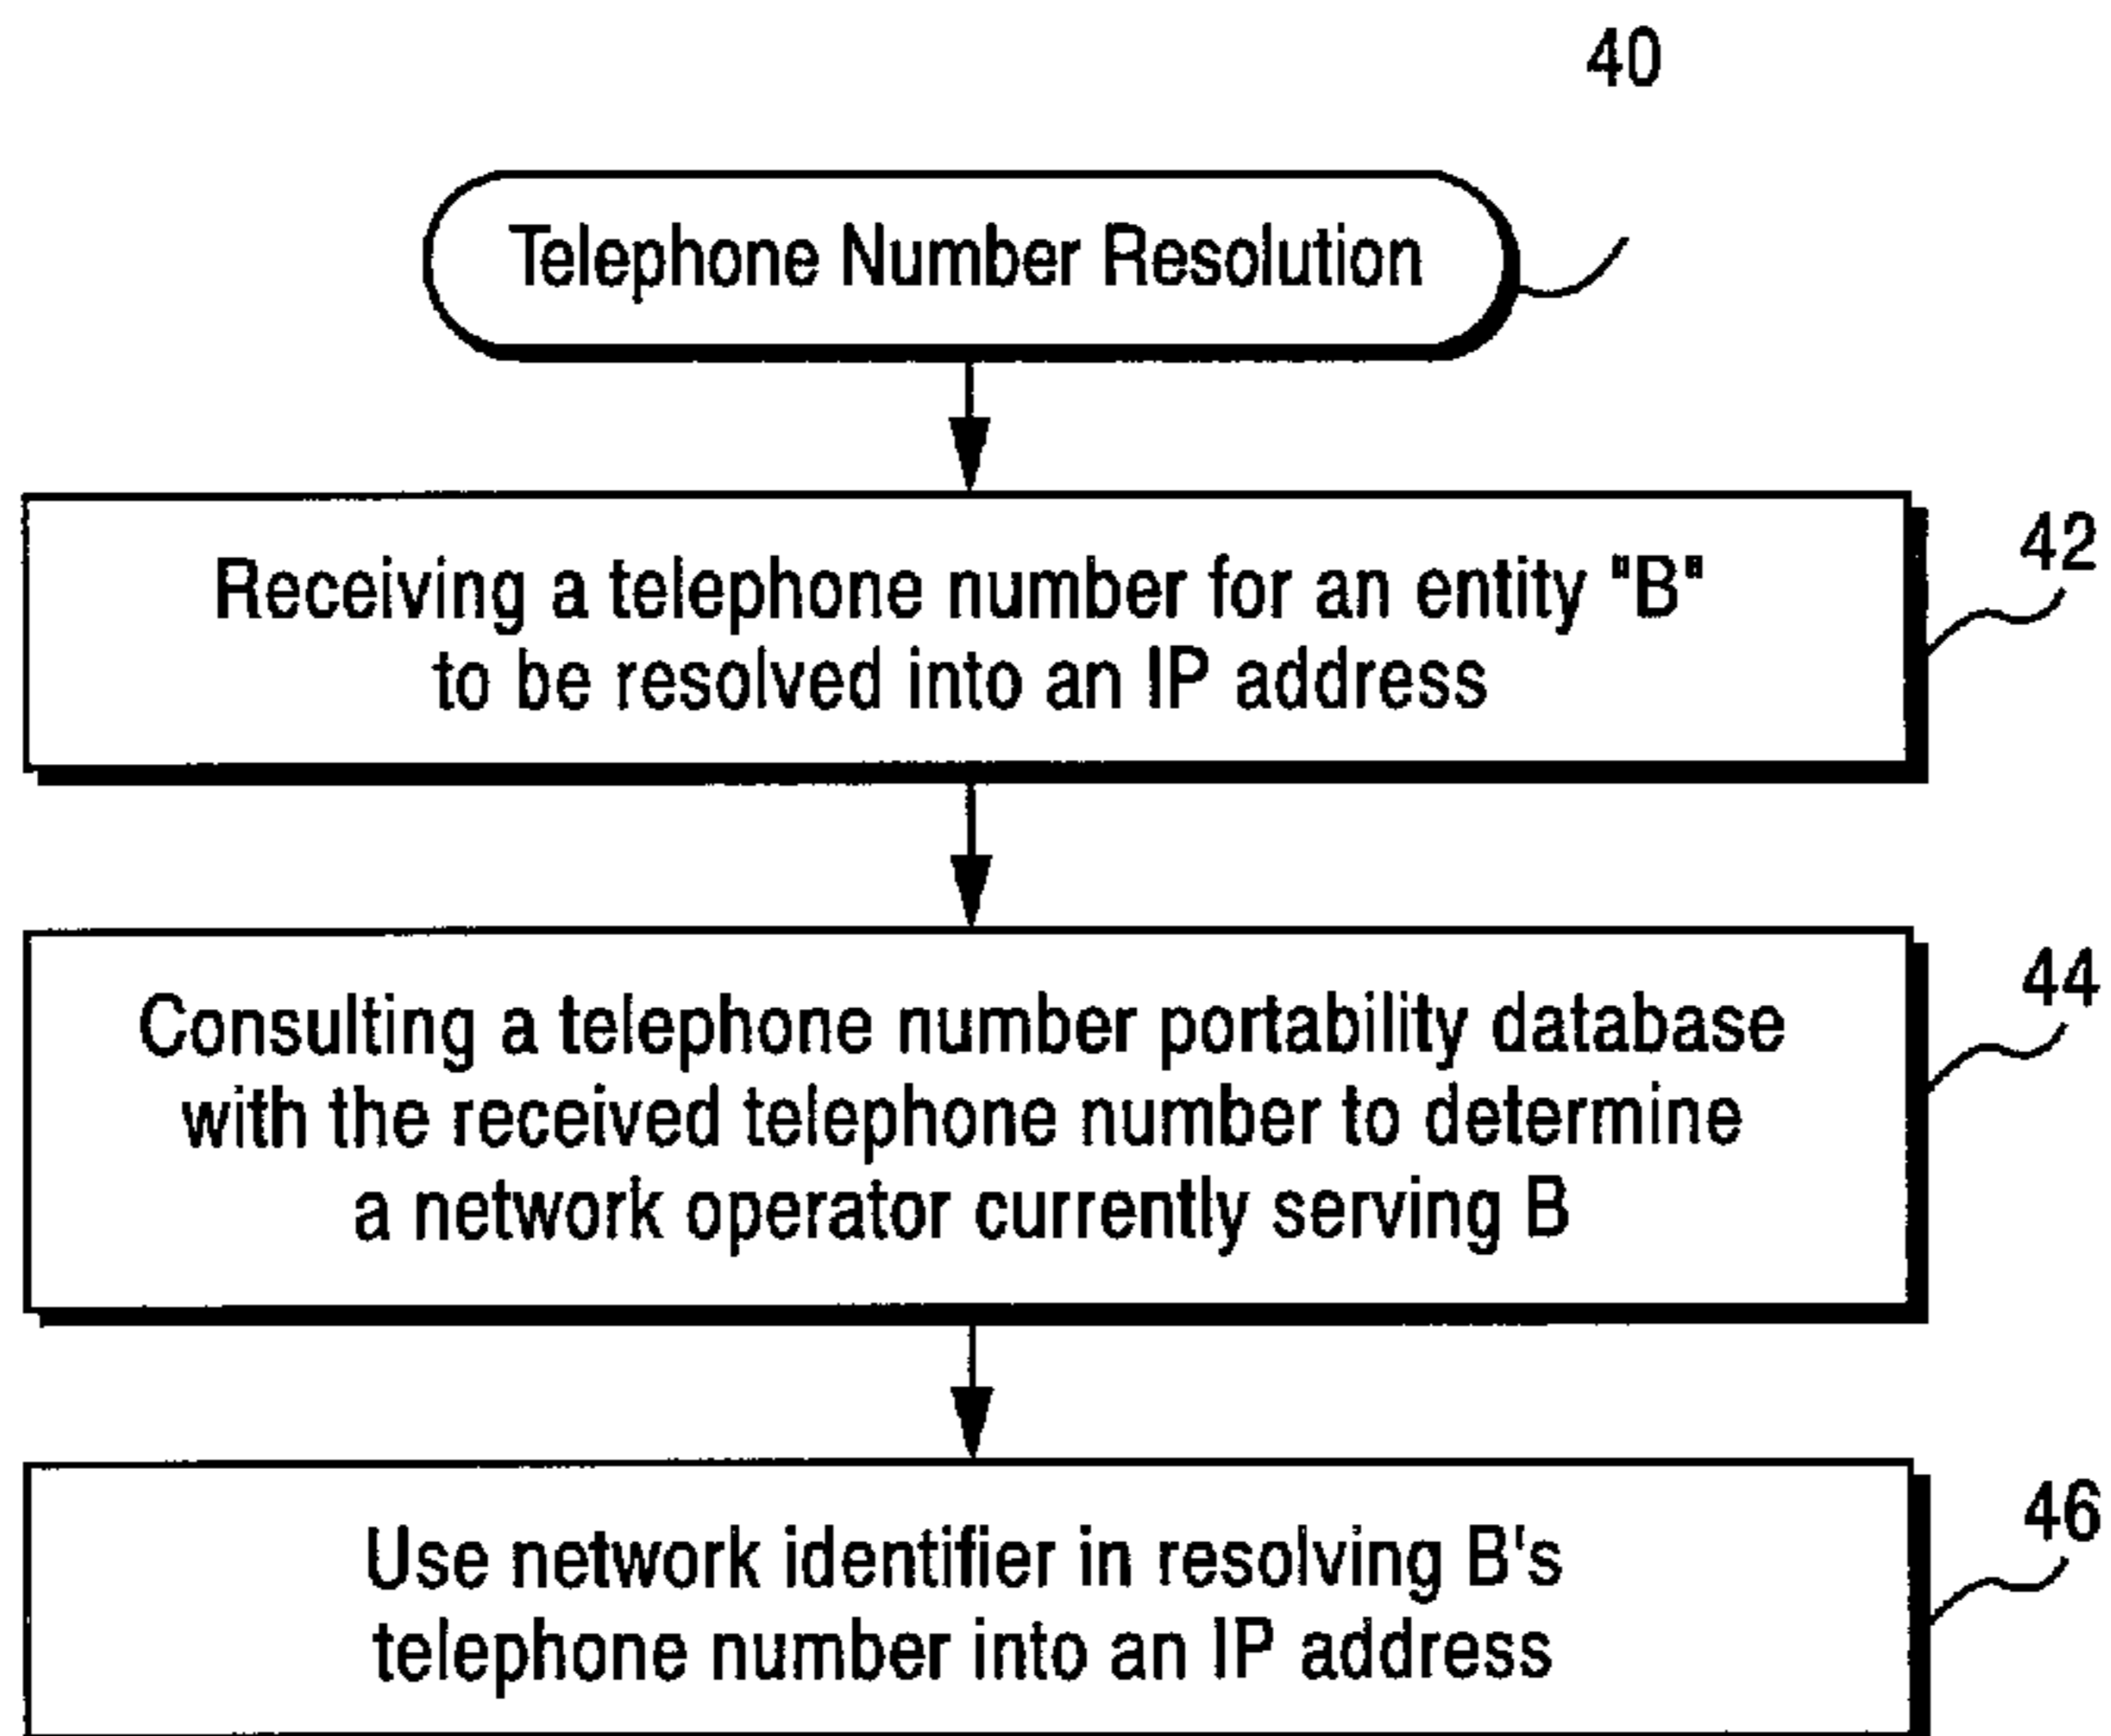 40
Telephone Number Resolution
Receiving a telephone number for an entity "B"
to be resolved into an IP address
42
Consulting a telephone number portability database
with the received telephone number to determine
a network operator currently serving B
44
Use network identifier in resolving B's
telephone number into an IP address
46